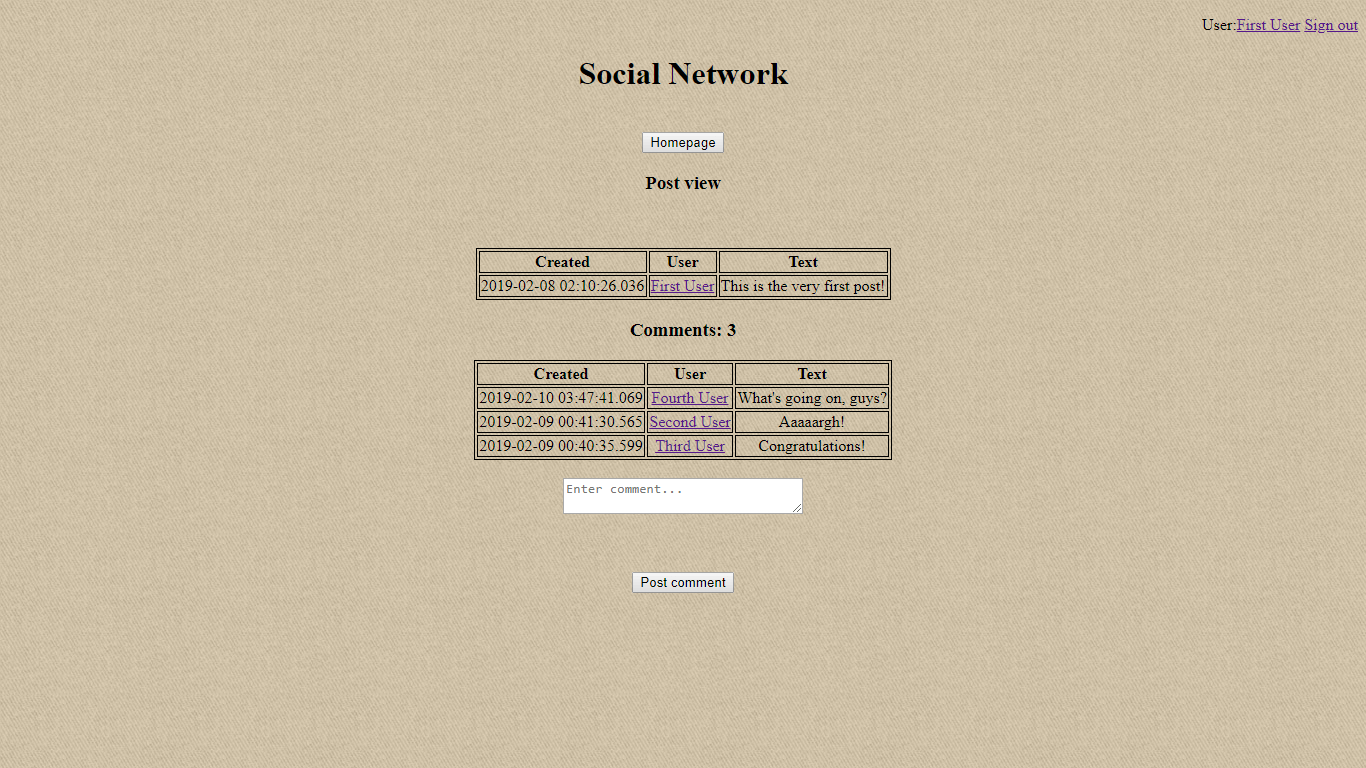 User:First User Sign out
Social Network
Homepage
Post view
Created User Text
2019-02-08 02:10:26.036 First User This is the very first post!
Comments: 3
Created User Text
2019-02-10 03:47:41.069 Fourth User What's going on, guys?
2019-02-09 00:41:30.565 Second User Aaaaargh!
2019-02-09 00:40:35.599 Third User Congratulations!
Enter comment...
Post comment